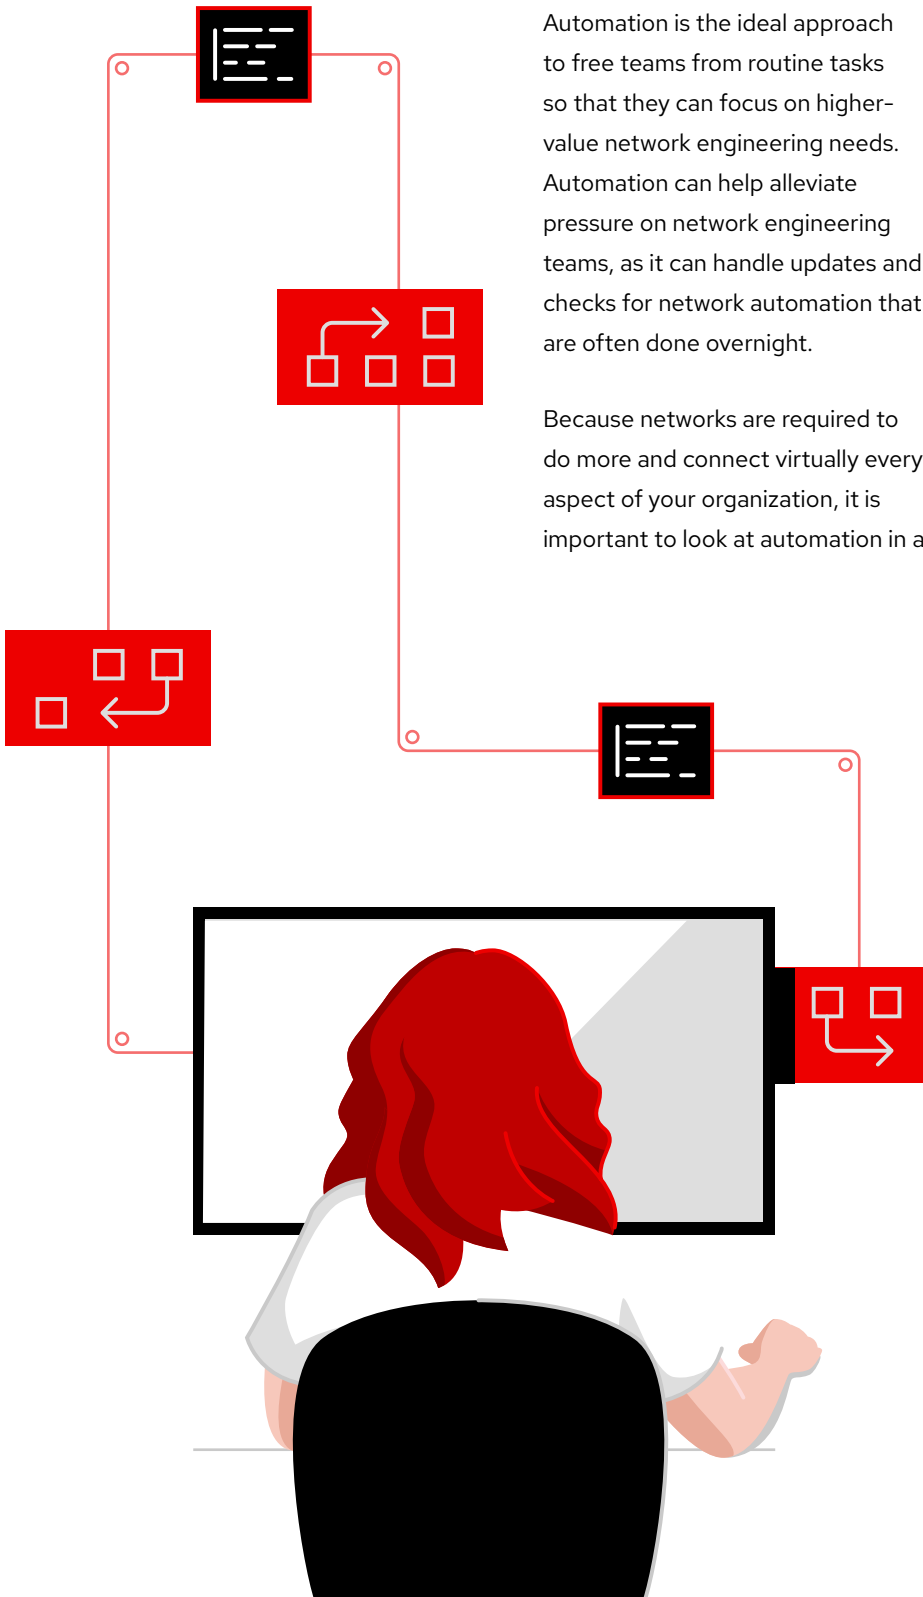 Automation is the ideal approach
to free teams from routine tasks
so that they can focus on higher-
value network engineering needs.
Automation can help alleviate
pressure on network engineering
teams, as it can handle updates and
checks for network automation that
are often done overnight.
Because networks are required to
do more and connect virtually every
aspect of your organization, it is
important to look at automation in a